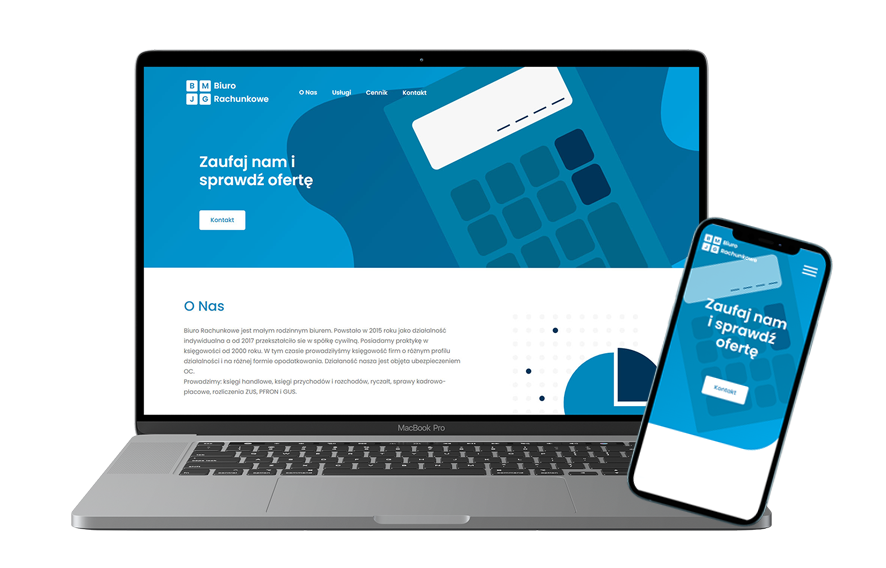 B M Biuro
J G Rachunkowe
O Nas Usługi Cennik Kontakt
Zaufaj nam i
sprawdź ofertę
Kontakt
O Nas
Biuro Rachunkowe jest małym rodzinnym biurem. Powstało w 2015 roku jako działalność
indywidualna a od 2017 przekształciło sie w spółkę cywilną. Posiadamy praktykę w
księgowości od 2000 roku. W tym czasie prowadziliśmy księgowość firm o różnym profilu
działalności i na różnej formie opodatkowania. Działaność nosza jest objęta ubezpieczeniem
OC.
Prowadzimy: księgi handlowe, księgi przychodów i rozchodów, ryczałt, sprawy kadrowo-
płacowe, rozliczenia ZUS, PFRON i GUS.
MacBook Pro
B M Biuro
J G Rachunkowe
Zaufaj nam
i sprawdź
ofertę
Kontakt